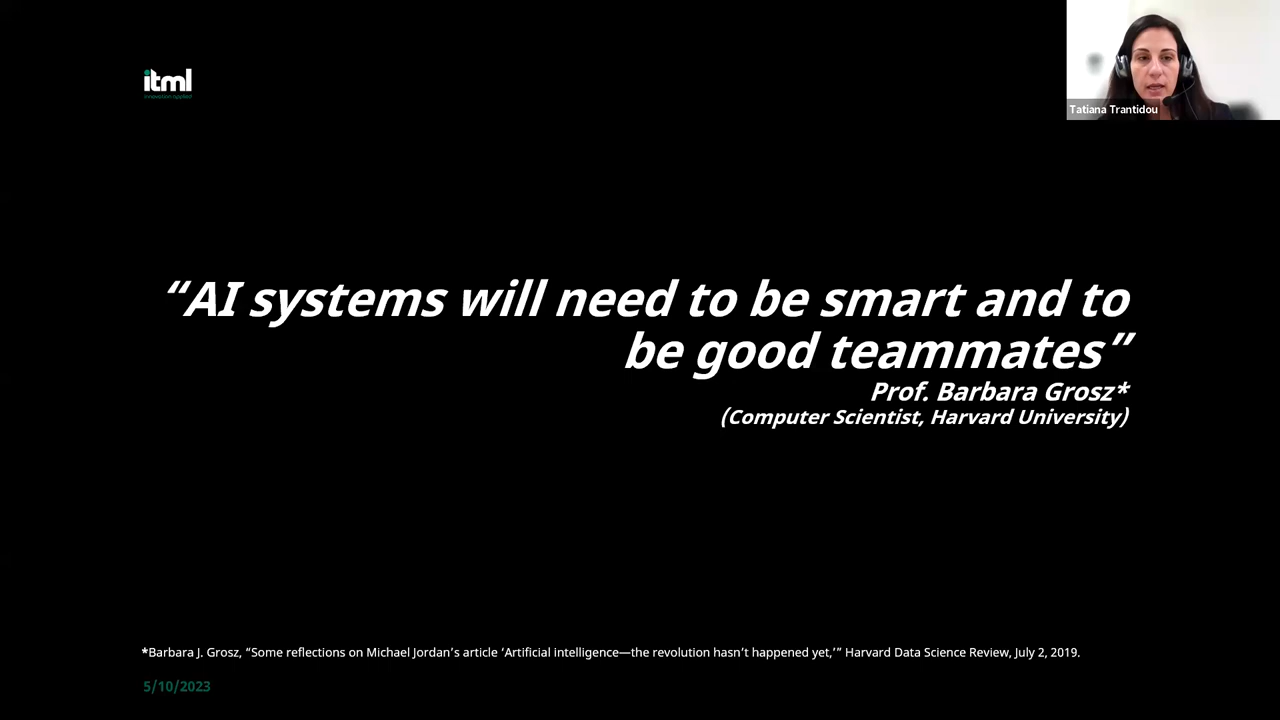 itml
innovation applied
Tatiana Trantidou
“AI systems will need to be smart and to
be good teammates”
Prof. Barbara Grosz*
(Computer Scientist, Harvard University)
*Barbara J. Grosz, “Some reflections on Michael Jordan’s article ‘Artificial intelligence—the revolution hasn’t happened yet,’” Harvard Data Science Review, July 2, 2019.
5/10/2023